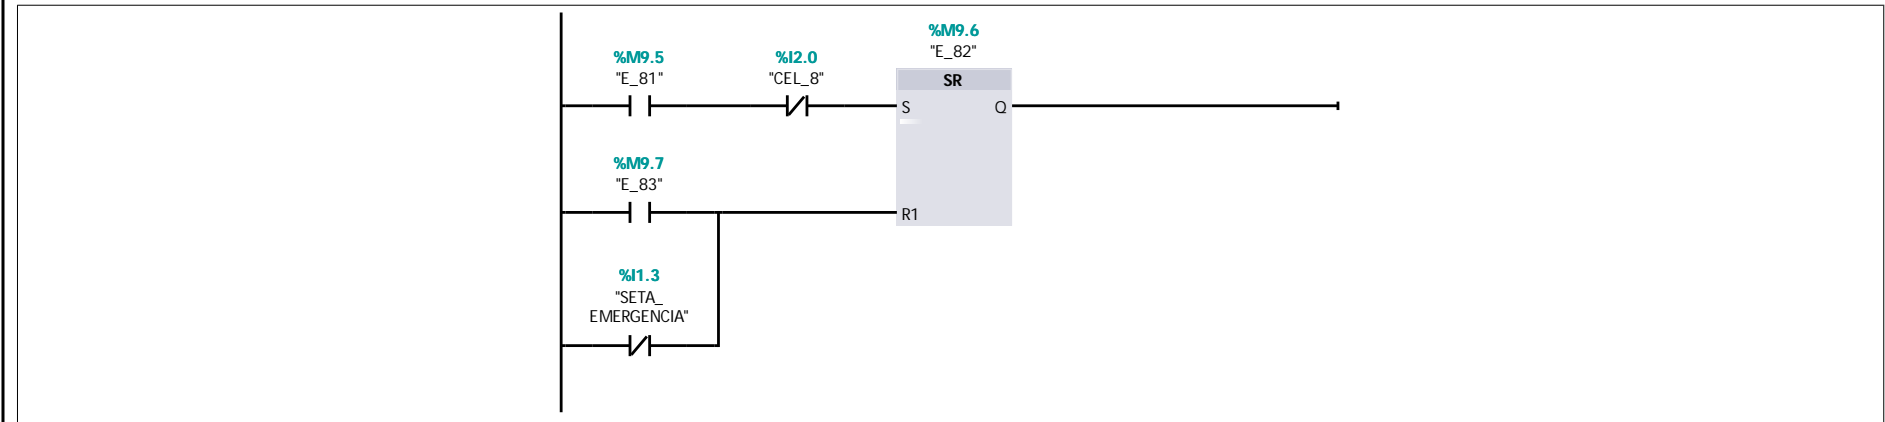 %M9.6
"E_82"
%M9.5
"E_81"
%I2.0
"CEL_8"
SR
S
Q
%M9.7
"E_83"
R1
%I1.3
"SETA_
EMERGENCIA"